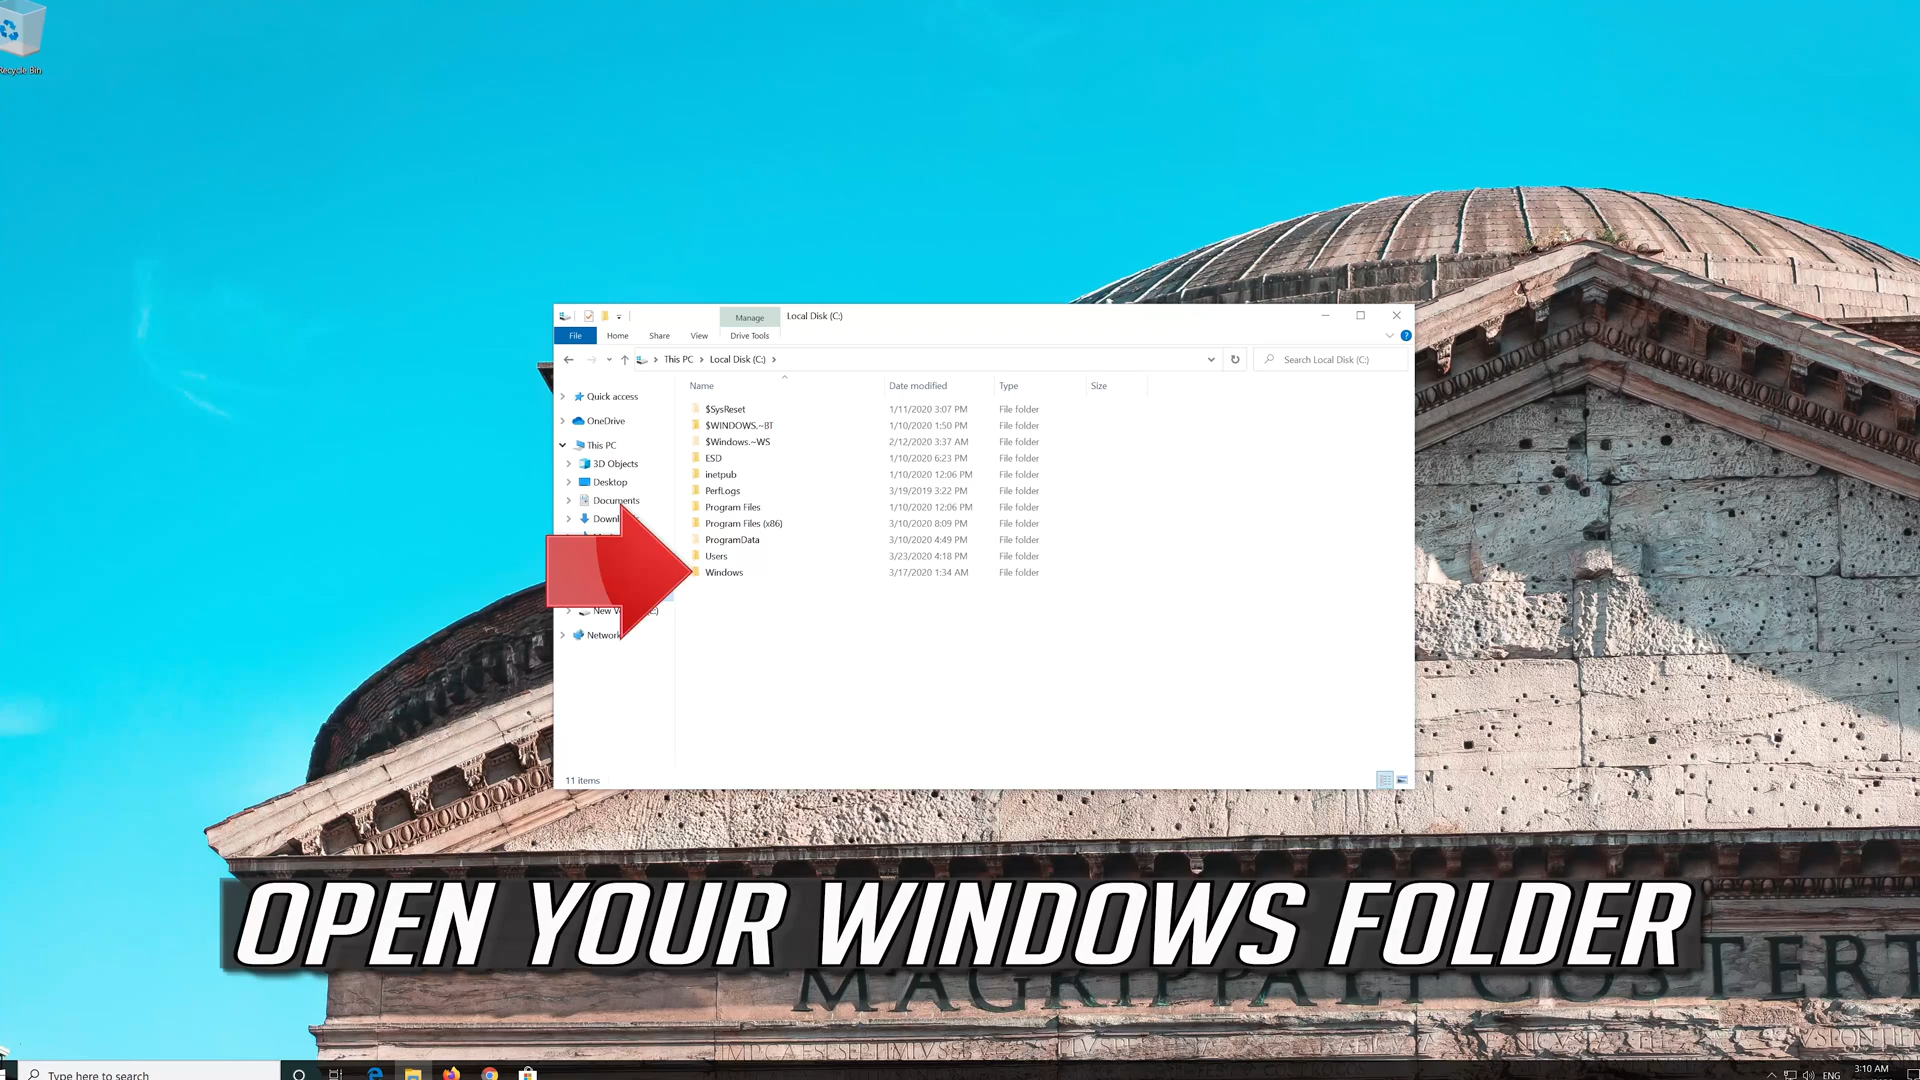 Recycle Bin
Manage
Local Disk (C:)
File
Home
Share
View
Drive Tools
This PC
Local Disk (C:)
Search Local Disk (C:)
Name
Date modified
Type
Size
Quick access
OneDrive
This PC
3D Objects
Desktop
Documents
Network
$SysReset 1/11/2020 3:07 PM File folder
$WINDOWS.~BT 1/10/2020 1:50 PM File folder
$Windows.~WS 2/12/2020 3:37 AM File folder
ESD 1/10/2020 6:23 PM File folder
inetpub 1/10/2020 12:06 PM File folder
PerfLogs 3/19/2019 3:22 PM File folder
Program Files 1/10/2020 12:06 PM File folder
Program Files (x86) 3/10/2020 8:09 PM File folder
ProgramData 3/10/2020 4:49 PM File folder
Users 3/23/2020 4:18 PM File folder
Windows 3/17/2020 1:34 AM File folder
11 items
OPEN YOUR WINDOWS FOLDER
Type here to search
ENG
3:10 AM